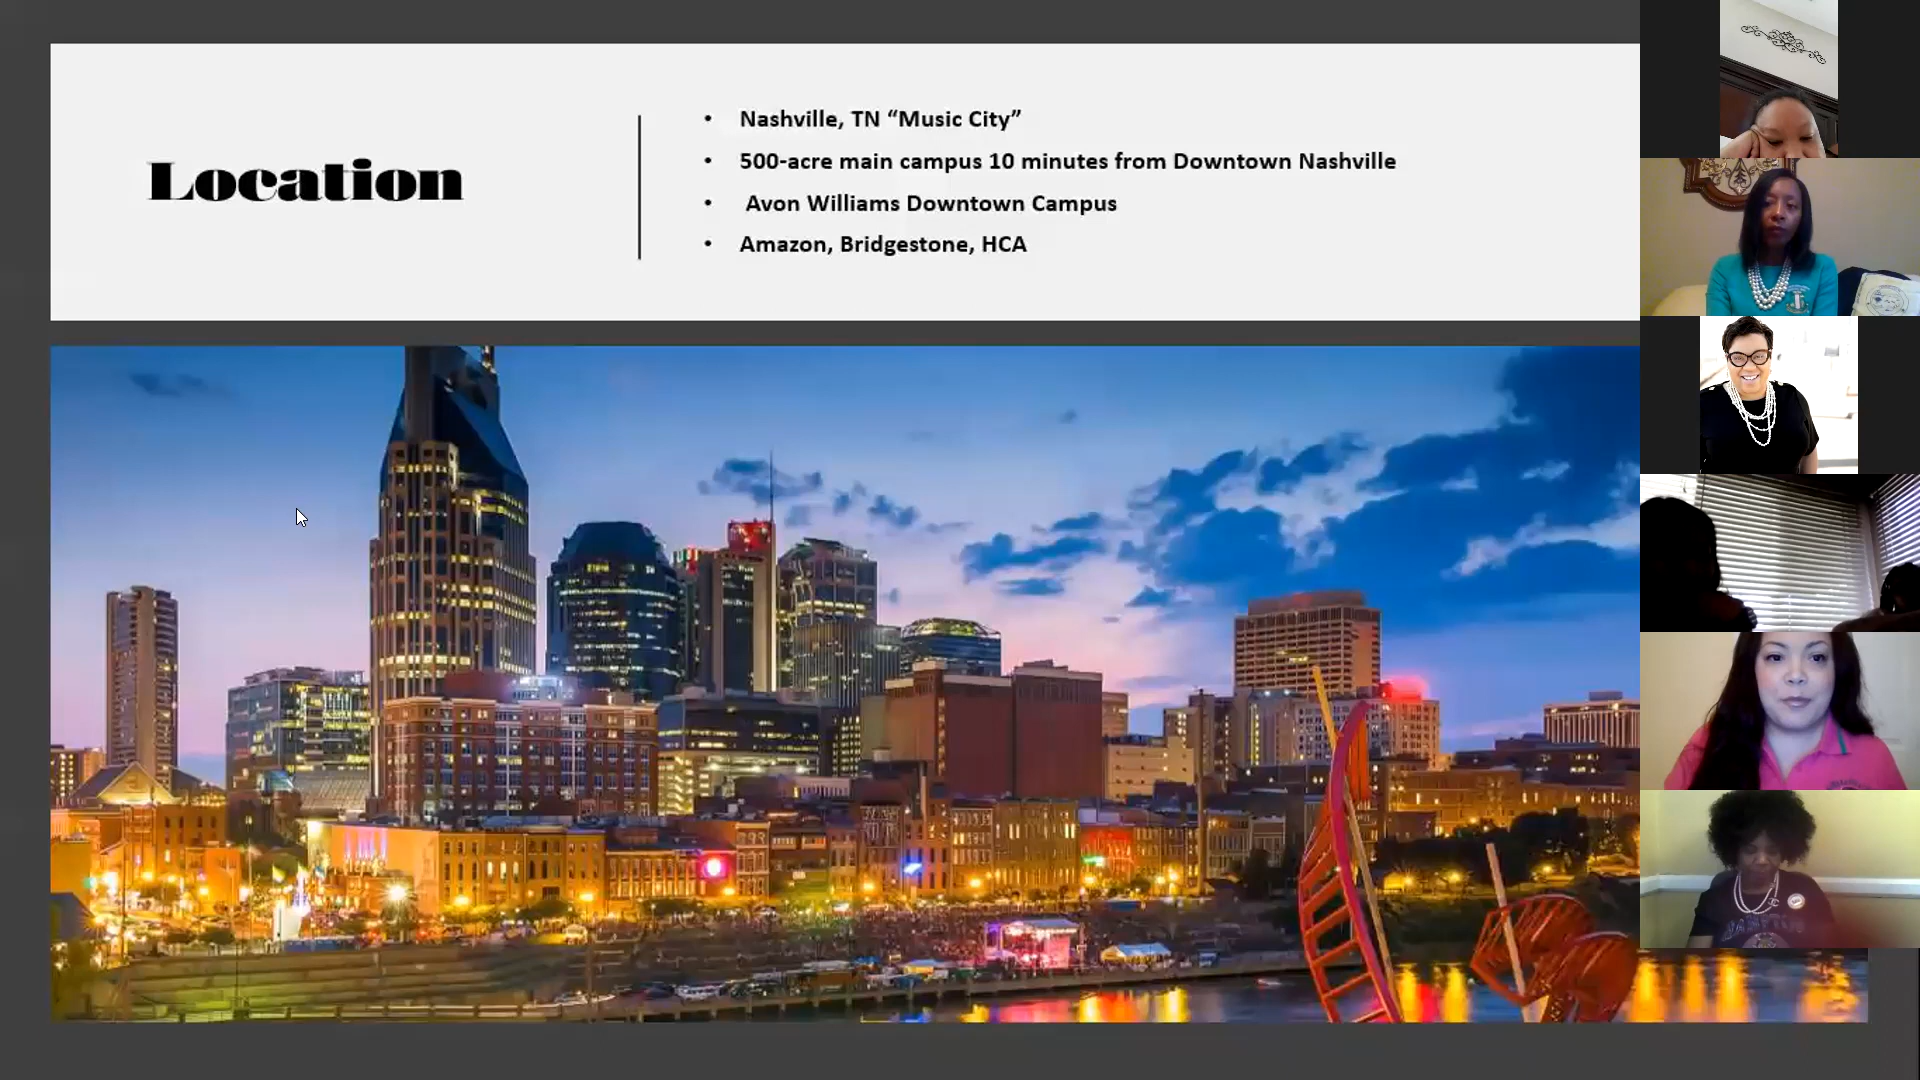 Location
• Nashville, TN “Music City”
• 500-acre main campus 10 minutes from Downtown Nashville
• Avon Williams Downtown Campus
• Amazon, Bridgestone, HCA